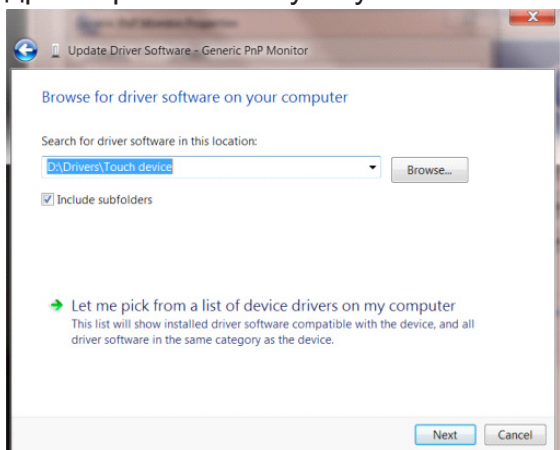 Update Driver Software - Generic PnP Monitor
Browse for driver software on your computer
Search for driver software in this location:
D:\Drivers\Touch device
Browse...
Include subfolders
Let me pick from a list of device drivers on my computer
This list will show installed driver software compatible with the device, and all
driver software in the same category as the device.
Next Cancel